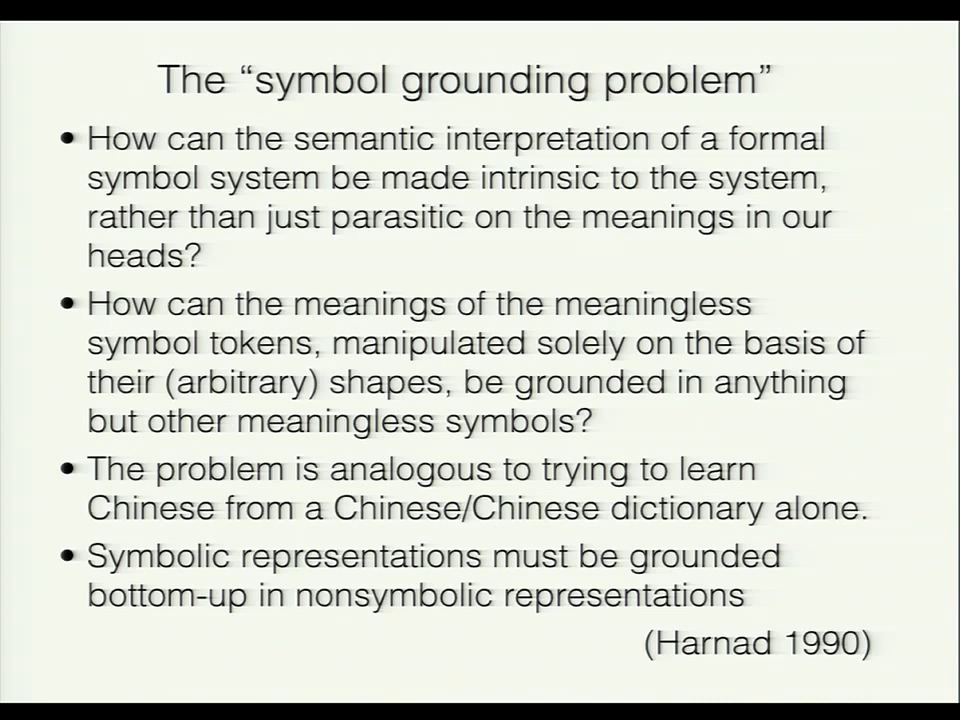 The “symbol grounding problem”
• How can the semantic interpretation of a formal
symbol system be made intrinsic to the system,
rather than just parasitic on the meanings in our
heads?
• How can the meanings of the meaningless
symbol tokens, manipulated solely on the basis of
their (arbitrary) shapes, be grounded in anything
but other meaningless symbols?
• The problem is analogous to trying to learn
Chinese from a Chinese/Chinese dictionary alone.
• Symbolic representations must be grounded
bottom-up in nonsymbolic representations
(Harnad 1990)